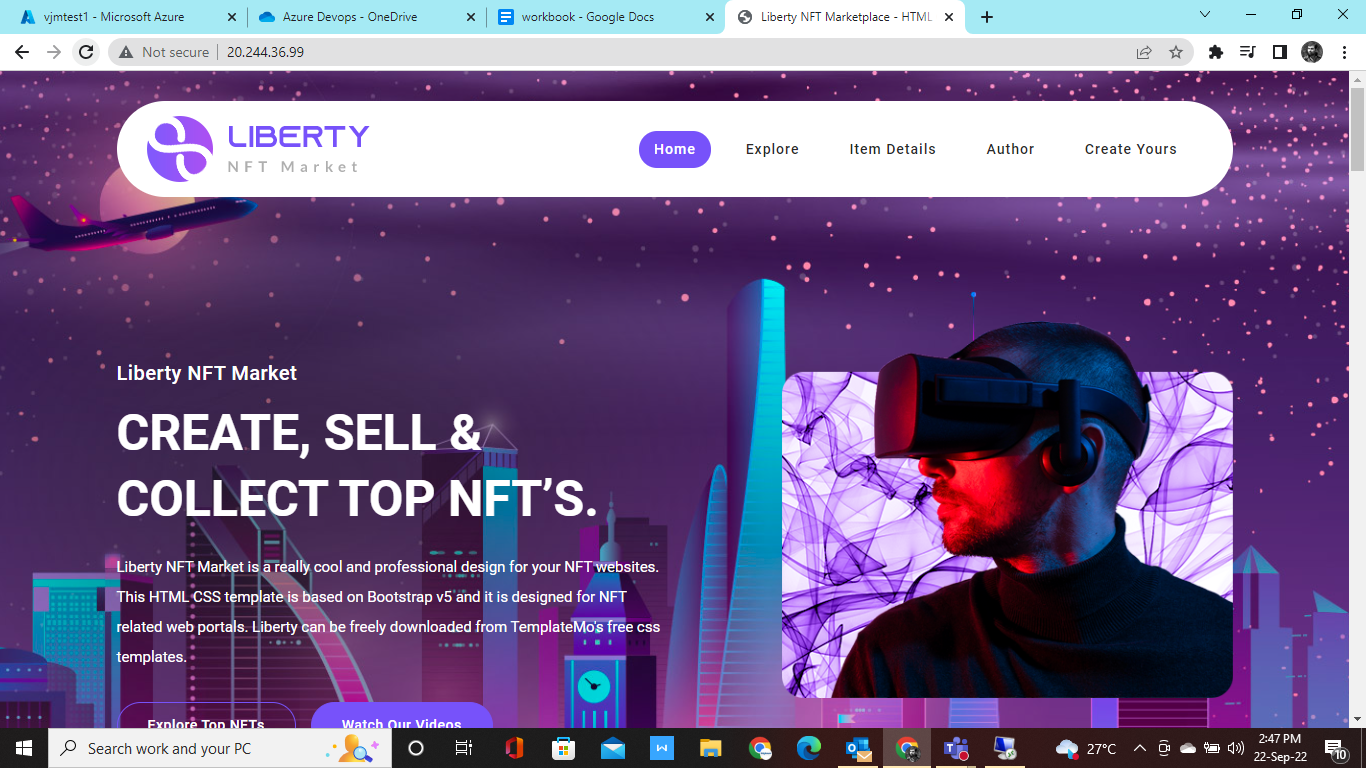 vjmtest1 - Microsoft Azure
Azure Devops - OneDrive
workbook - Google Docs
Liberty NFT Marketplace - HTML
Not secure
20.244.36.99
LIBERTY
NFT Market
Home
Explore
Item Details
Author
Create Yours
Liberty NFT Market
CREATE, SELL &
COLLECT TOP NFT’S.
Liberty NFT Market is a really cool and professional design for your NFT websites.
This HTML CSS template is based on Bootstrap v5 and it is designed for NFT
related web portals. Liberty can be freely downloaded from TemplateMo's free css
templates.
Explore Top NFTs
Watch Our Videos
Search work and your PC
27°C
2:47 PM
22-Sep-22
10